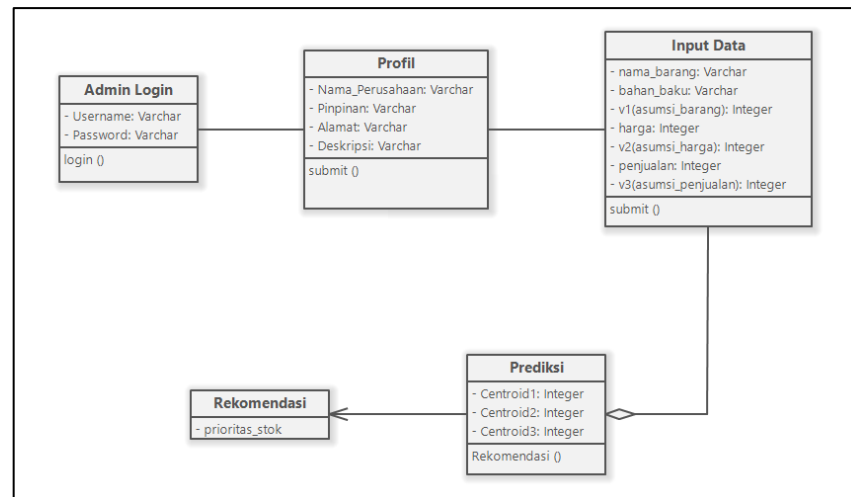 Admin Login
- Username: Varchar
- Password: Varchar
login ()
Profil
- Nama_Perusahaan: Varchar
- Pinpinan: Varchar
- Alamat: Varchar
- Deskripsi: Varchar
submit ()
Input Data
- nama_barang: Varchar
- bahan_baku: Varchar
- v1(asumsi_barang): Integer
- harga: Integer
- v2(asumsi_harga): Integer
- penjualan: Integer
- v3(asumsi_penjualan): Integer
submit ()
Rekomendasi
- prioritas_stok
Prediksi
- Centroid1: Integer
- Centroid2: Integer
- Centroid3: Integer
Rekomendasi ()